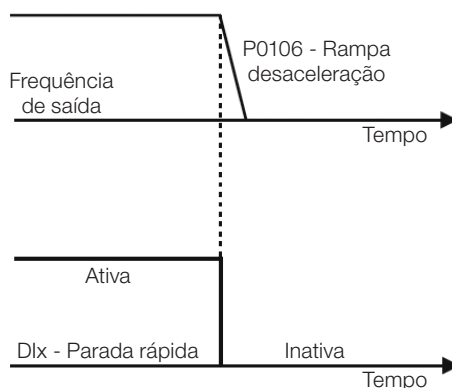 P0106 - Rampa
desaceleração
Frequência
de saída
Tempo
Ativa
DIx - Parada rápida
Inativa
Tempo